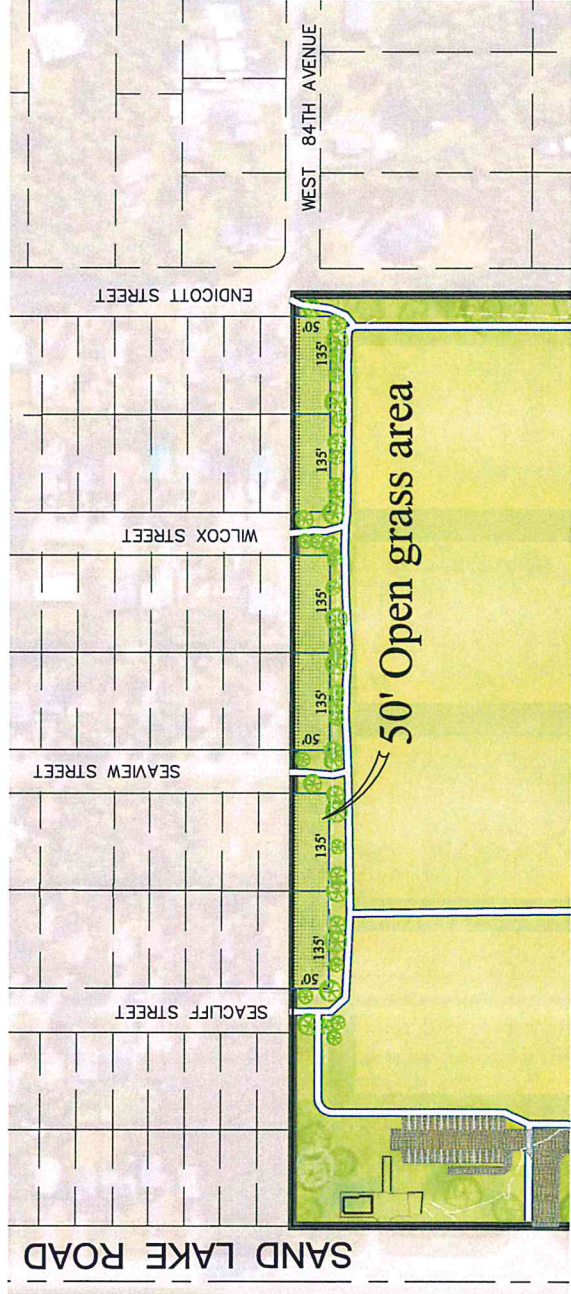 WEST 84TH AVENUE
ENDICOTT STREET
50'
135'
135'
WILCOX STREET
135'
135'
50'
SEAVIEW STREET
50' Open grass area
135'
135'
50'
SEACLIFF STREET
SAND LAKE ROAD